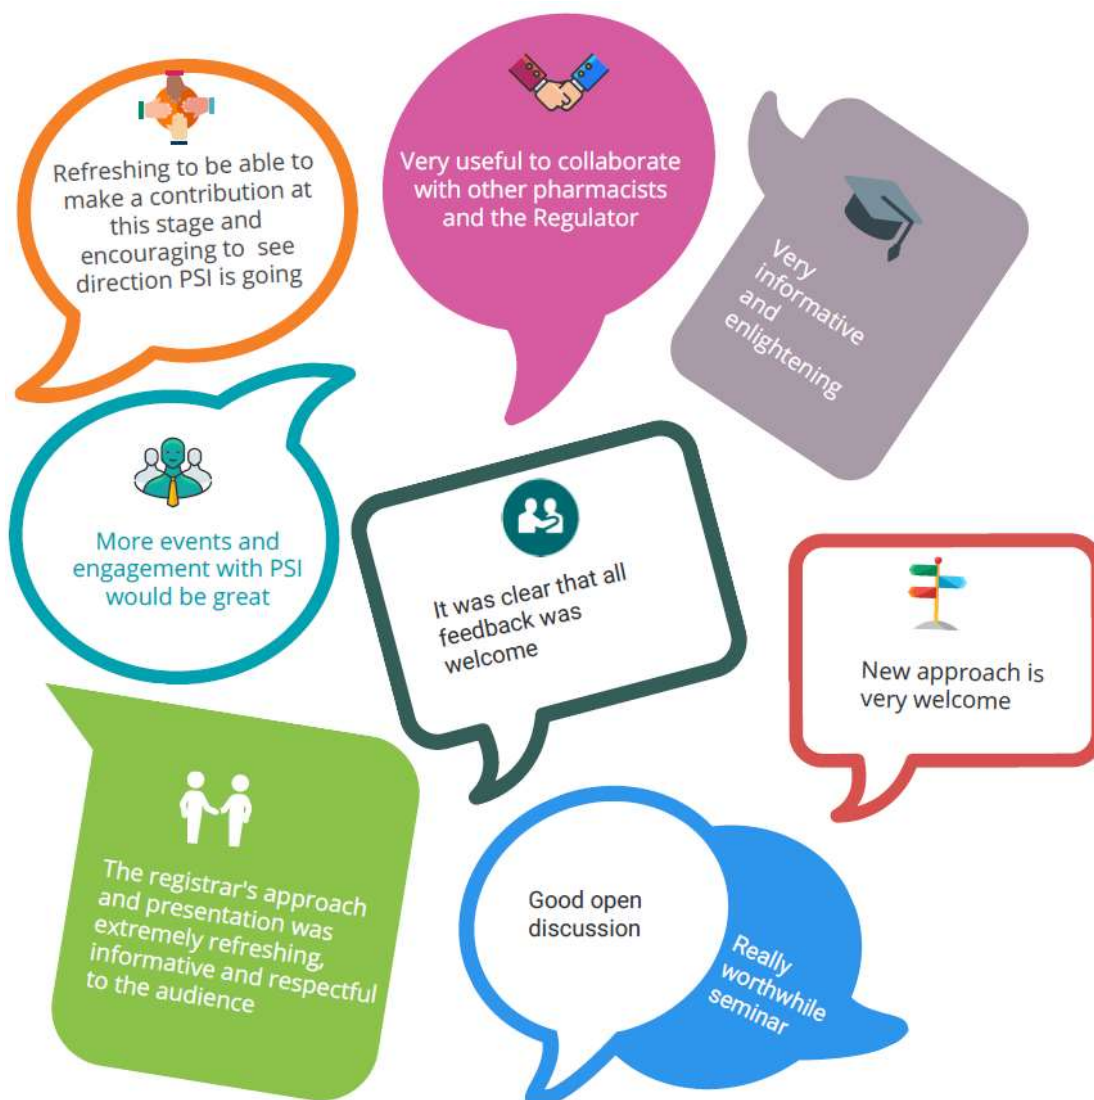 Refreshing to be able to
make a contribution at
this stage and
encouraging to see
direction PSI is going
Very useful to collaborate
with other pharmacists
and the Regulator
Very
informative
and
enlightening
More events and
engagement with PSI
would be great
It was clear that all
feedback was
welcome
New approach is
very welcome
The registrar's approach
and presentation was
extremely refreshing,
informative and respectful
to the audience
Good open
discussion
Really
worthwhile
seminar